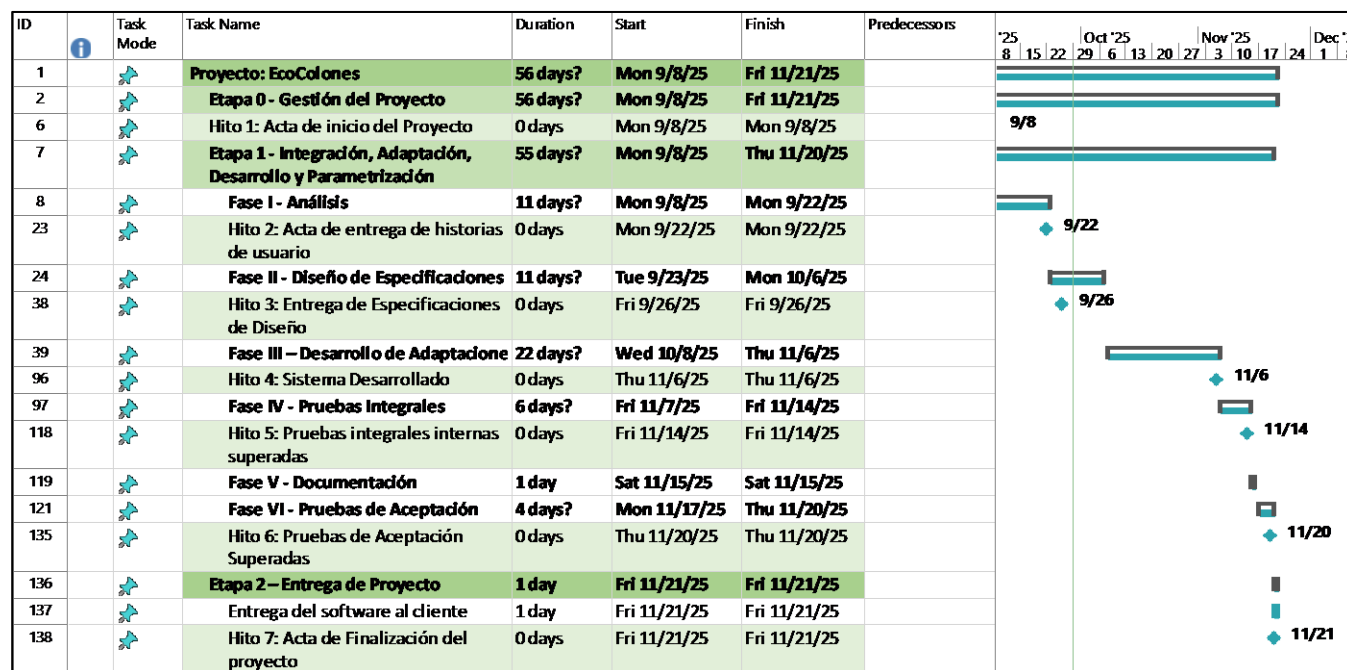 ID Task Mode Task Name Duration Start Finish Predecessors
'25 Oct '25 Nov '25 Dec '
8 15 22 29 6 13 20 27 3 10 17 24 1 8
1 Proyecto: EcoColones 56 days? Mon 9/8/25 Fri 11/21/25
2 Etapa 0 - Gestión del Proyecto 56 days? Mon 9/8/25 Fri 11/21/25
6 Hito 1: Acta de inicio del Proyecto 0 days Mon 9/8/25 Mon 9/8/25 9/8
7 Etapa 1 - Integración, Adaptación, 55 days? Mon 9/8/25 Thu 11/20/25
Desarrollo y Parametrización
8 Fase I - Análisis 11 days? Mon 9/8/25 Mon 9/22/25
23 Hito 2: Acta de entrega de historias 0 days Mon 9/22/25 Mon 9/22/25 9/22
de usuario
24 Fase II - Diseño de Especificaciones 11 days? Tue 9/23/25 Mon 10/6/25
38 Hito 3: Entrega de Especificaciones 0 days Fri 9/26/25 Fri 9/26/25 9/26
de Diseño
39 Fase III – Desarrollo de Adaptacione 22 days? Wed 10/8/25 Thu 11/6/25
96 Hito 4: Sistema Desarrollado 0 days Thu 11/6/25 Thu 11/6/25 11/6
97 Fase IV - Pruebas Integrales 6 days? Fri 11/7/25 Fri 11/14/25
118 Hito 5: Pruebas integrales internas 0 days Fri 11/14/25 Fri 11/14/25 11/14
superadas
119 Fase V - Documentación 1 day Sat 11/15/25 Sat 11/15/25
121 Fase VI - Pruebas de Aceptación 4 days? Mon 11/17/25 Thu 11/20/25
135 Hito 6: Pruebas de Aceptación 0 days Thu 11/20/25 Thu 11/20/25 11/20
Superadas
136 Etapa 2 – Entrega de Proyecto 1 day Fri 11/21/25 Fri 11/21/25
137 Entrega del software al cliente 1 day Fri 11/21/25 Fri 11/21/25
138 Hito 7: Acta de Finalización del 0 days Fri 11/21/25 Fri 11/21/25 11/21
proyecto